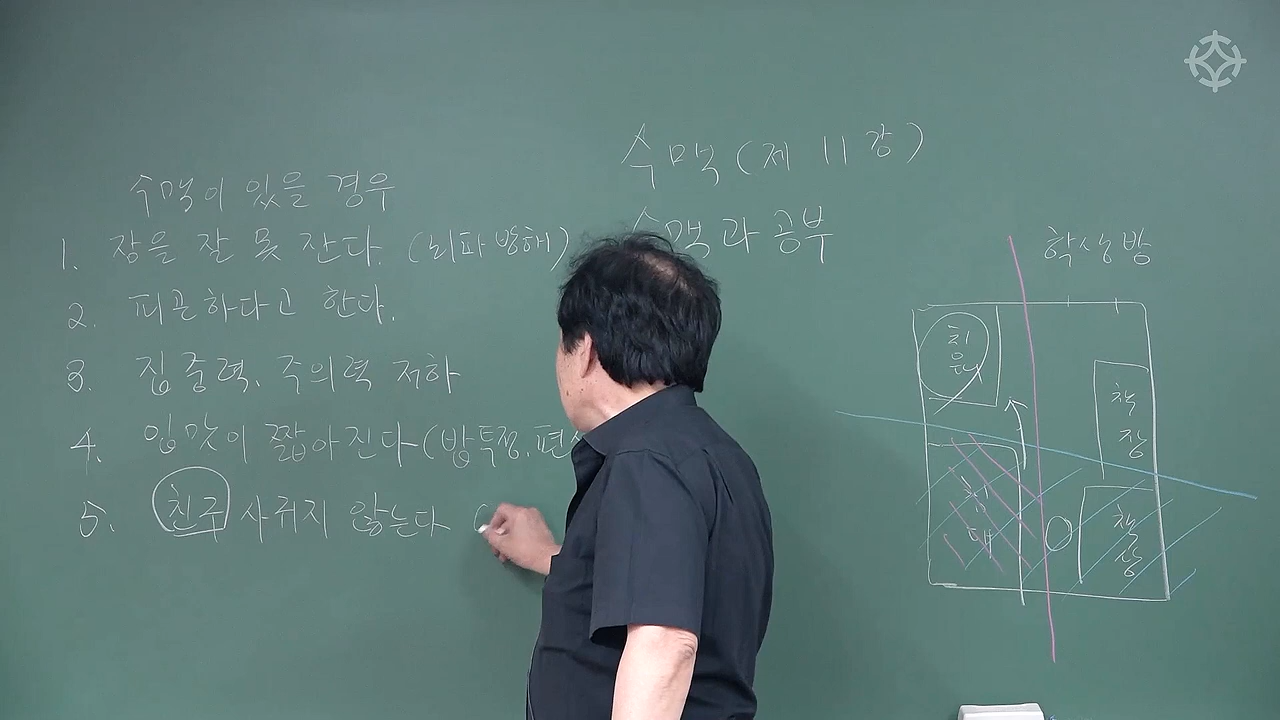 수맥(제 11강)
수맥과 공부
수맥이 있을 경우
1. 잠을 잘 못 잔다. (뇌파 방해)
2. 피곤하다고 한다.
3. 집중력, 주의력 저하
4. 입맛이 짧아진다(밥투정, 편
5. 친구 사귀지 않는다 (
학생방
책장
책상
침대